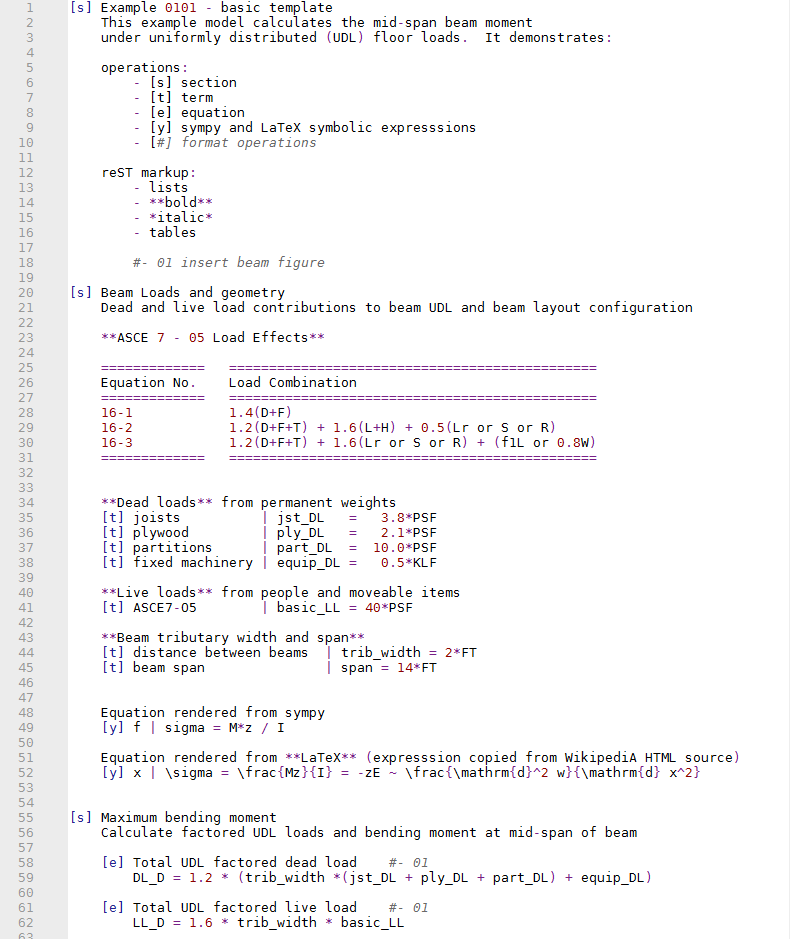 1 [s] Example 0101 - basic template
2 This example model calculates the mid-span beam moment
3 under uniformly distributed (UDL) floor loads.  It demonstrates:
4
5 operations:
6 - [s] section
7 - [t] term
8 - [e] equation
9 - [y] sympy and LaTeX symbolic expresssions
10 - [#] format operations
11
12 reST markup:
13 - lists
14 - **bold**
15 - *italic*
16 - tables
17
18 #- 01 insert beam figure
19
20 [s] Beam Loads and geometry
21 Dead and live load contributions to beam UDL and beam layout configuration
22
23 **ASCE 7 - 05 Load Effects**
24
25 =============   ==============================================
26 Equation No.    Load Combination
27 =============   ==============================================
28 16-1            1.4(D+F)
29 16-2            1.2(D+F+T) + 1.6(L+H) + 0.5(Lr or S or R)
30 16-3            1.2(D+F+T) + 1.6(Lr or S or R) + (f1L or 0.8W)
31 =============   ==============================================
32
33
34 **Dead loads** from permanent weights
35 [t] joists          | jst_DL   =   3.8*PSF
36 [t] plywood         | ply_DL   =   2.1*PSF
37 [t] partitions      | part_DL  =  10.0*PSF
38 [t] fixed machinery | equip_DL =   0.5*KLF
39
40 **Live loads** from people and moveable items
41 [t] ASCE7-O5        | basic_LL = 40*PSF
42
43 **Beam tributary width and span**
44 [t] distance between beams  | trib_width = 2*FT
45 [t] beam span               | span = 14*FT
46
47
48 Equation rendered from sympy
49 [y] f | sigma = M*z / I
50
51 Equation rendered from **LaTeX** (expresssion copied from WikipediA HTML source)
52 [y] x | \sigma = \frac{Mz}{I} = -zE ~ \frac{\mathrm{d}^2 w}{\mathrm{d} x^2}
53
54
55 [s] Maximum bending moment
56 Calculate factored UDL loads and bending moment at mid-span of beam
57
58 [e] Total UDL factored dead load    #- 01
59 DL_D = 1.2 * (trib_width *(jst_DL + ply_DL + part_DL) + equip_DL)
60
61 [e] Total UDL factored live load    #- 01
62 LL_D = 1.6 * trib_width * basic_LL
63